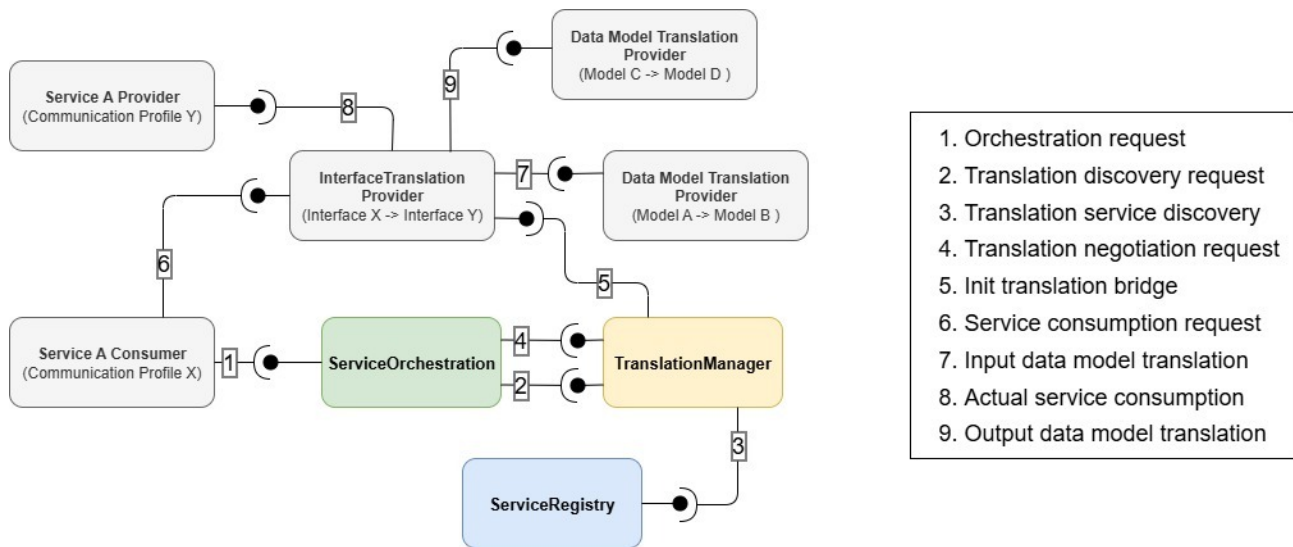 Data Model Translation
Provider
(Model C -> Model D )
9
Service A Provider
(Communication Profile Y)
8
InterfaceTranslation
Provider
(Interface X -> Interface Y)
7
Data Model Translation
Provider
(Model A -> Model B )
6
5
Service A Consumer
(Communication Profile X)
1
ServiceOrchestration
4
2
TranslationManager
3
ServiceRegistry
1. Orchestration request
2. Translation discovery request
3. Translation service discovery
4. Translation negotiation request
5. Init translation bridge
6. Service consumption request
7. Input data model translation
8. Actual service consumption
9. Output data model translation